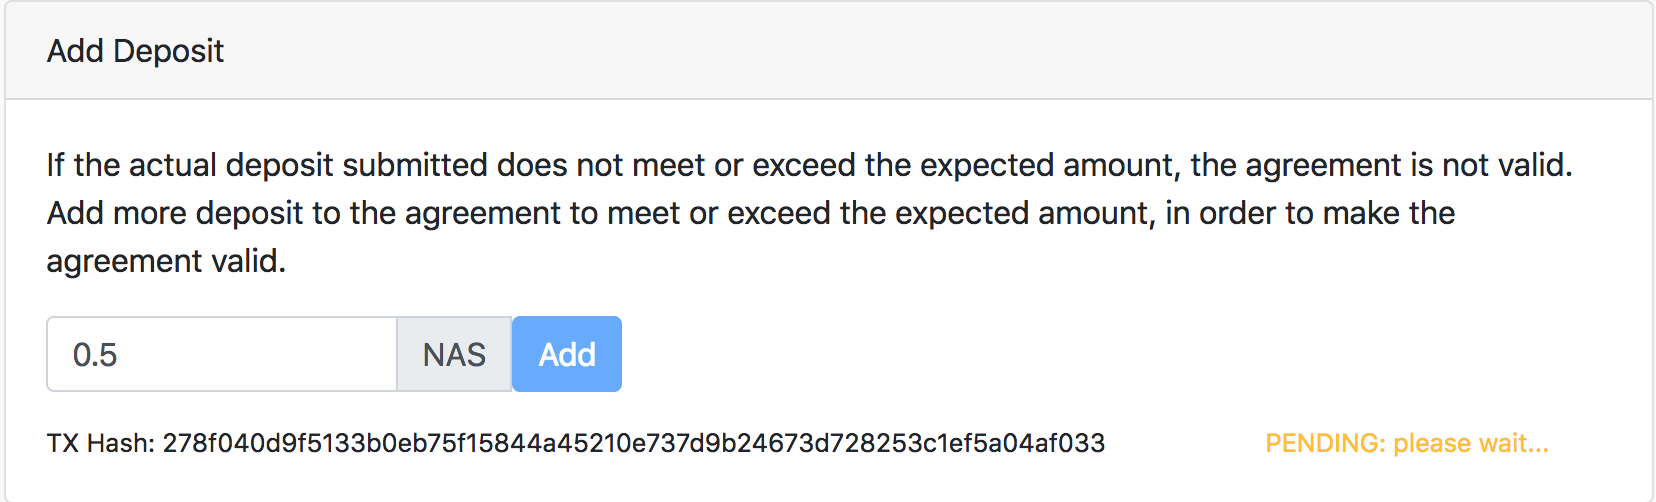 Add Deposit
If the actual deposit submitted does not meet or exceed the expected amount, the agreement is not valid.
Add more deposit to the agreement to meet or exceed the expected amount, in order to make the
agreement valid.
0.5 NAS Add
TX Hash: 278f040d9f5133b0eb75f15844a45210e737d9b24673d728253c1ef5a04af033 PENDING: please wait...